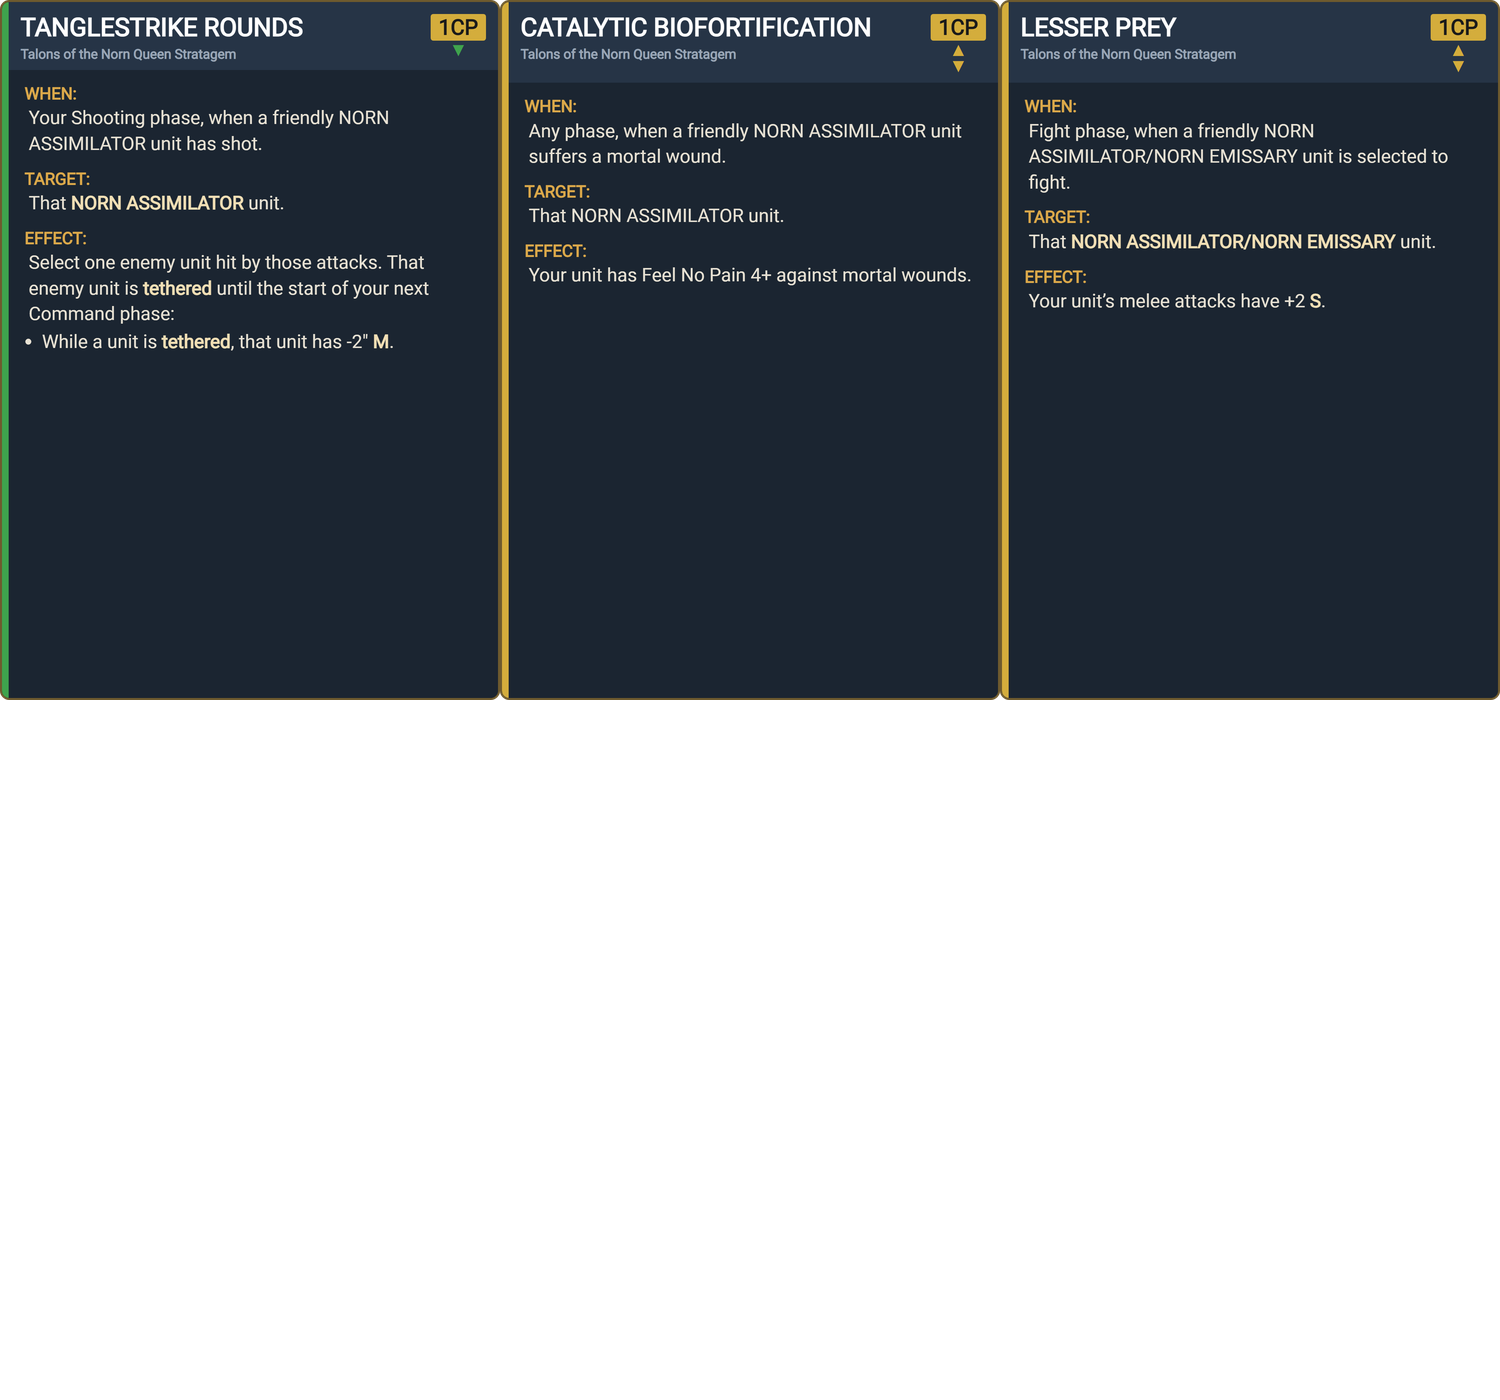 TANGLESTRIKE ROUNDS
1CP
Talons of the Norn Queen Stratagem
WHEN:
Your Shooting phase, when a friendly NORN
ASSIMILATOR unit has shot.
TARGET:
That NORN ASSIMILATOR unit.
EFFECT:
Select one enemy unit hit by those attacks. That
enemy unit is tethered until the start of your next
Command phase:
• While a unit is tethered, that unit has -2" M.
CATALYTIC BIOFORTIFICATION
1CP
Talons of the Norn Queen Stratagem
WHEN:
Any phase, when a friendly NORN ASSIMILATOR unit
suffers a mortal wound.
TARGET:
That NORN ASSIMILATOR unit.
EFFECT:
Your unit has Feel No Pain 4+ against mortal wounds.
LESSER PREY
1CP
Talons of the Norn Queen Stratagem
WHEN:
Fight phase, when a friendly NORN
ASSIMILATOR/NORN EMISSARY unit is selected to
fight.
TARGET:
That NORN ASSIMILATOR/NORN EMISSARY unit.
EFFECT:
Your unit’s melee attacks have +2 S.